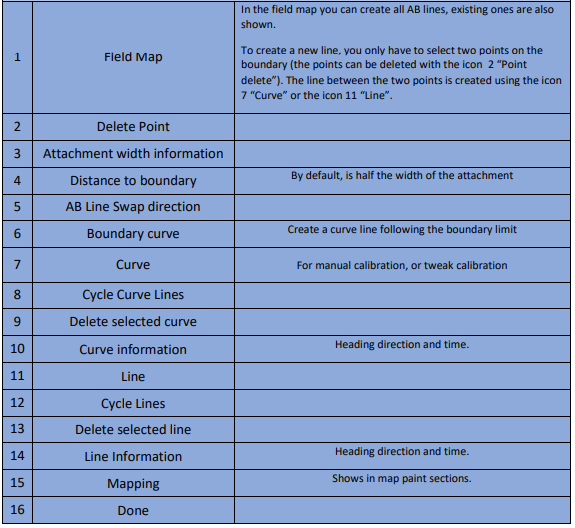 In the field map you can create all AB lines, existing ones are also
shown.
1 Field Map
To create a new line, you only have to select two points on the
boundary (the points can be deleted with the icon 2 “Point
delete”). The line between the two points is created using the icon
7 “Curve” or the icon 11 “Line”.
2 Delete Point
3 Attachment width information
4 Distance to boundary By default, is half the width of the attachment
5 AB Line Swap direction
6 Boundary curve Create a curve line following the boundary limit
7 Curve For manual calibration, or tweak calibration
8 Cycle Curve Lines
9 Delete selected curve
10 Curve information Heading direction and time.
11 Line
12 Cycle Lines
13 Delete selected line
14 Line Information Heading direction and time.
15 Mapping Shows in map paint sections.
16 Done